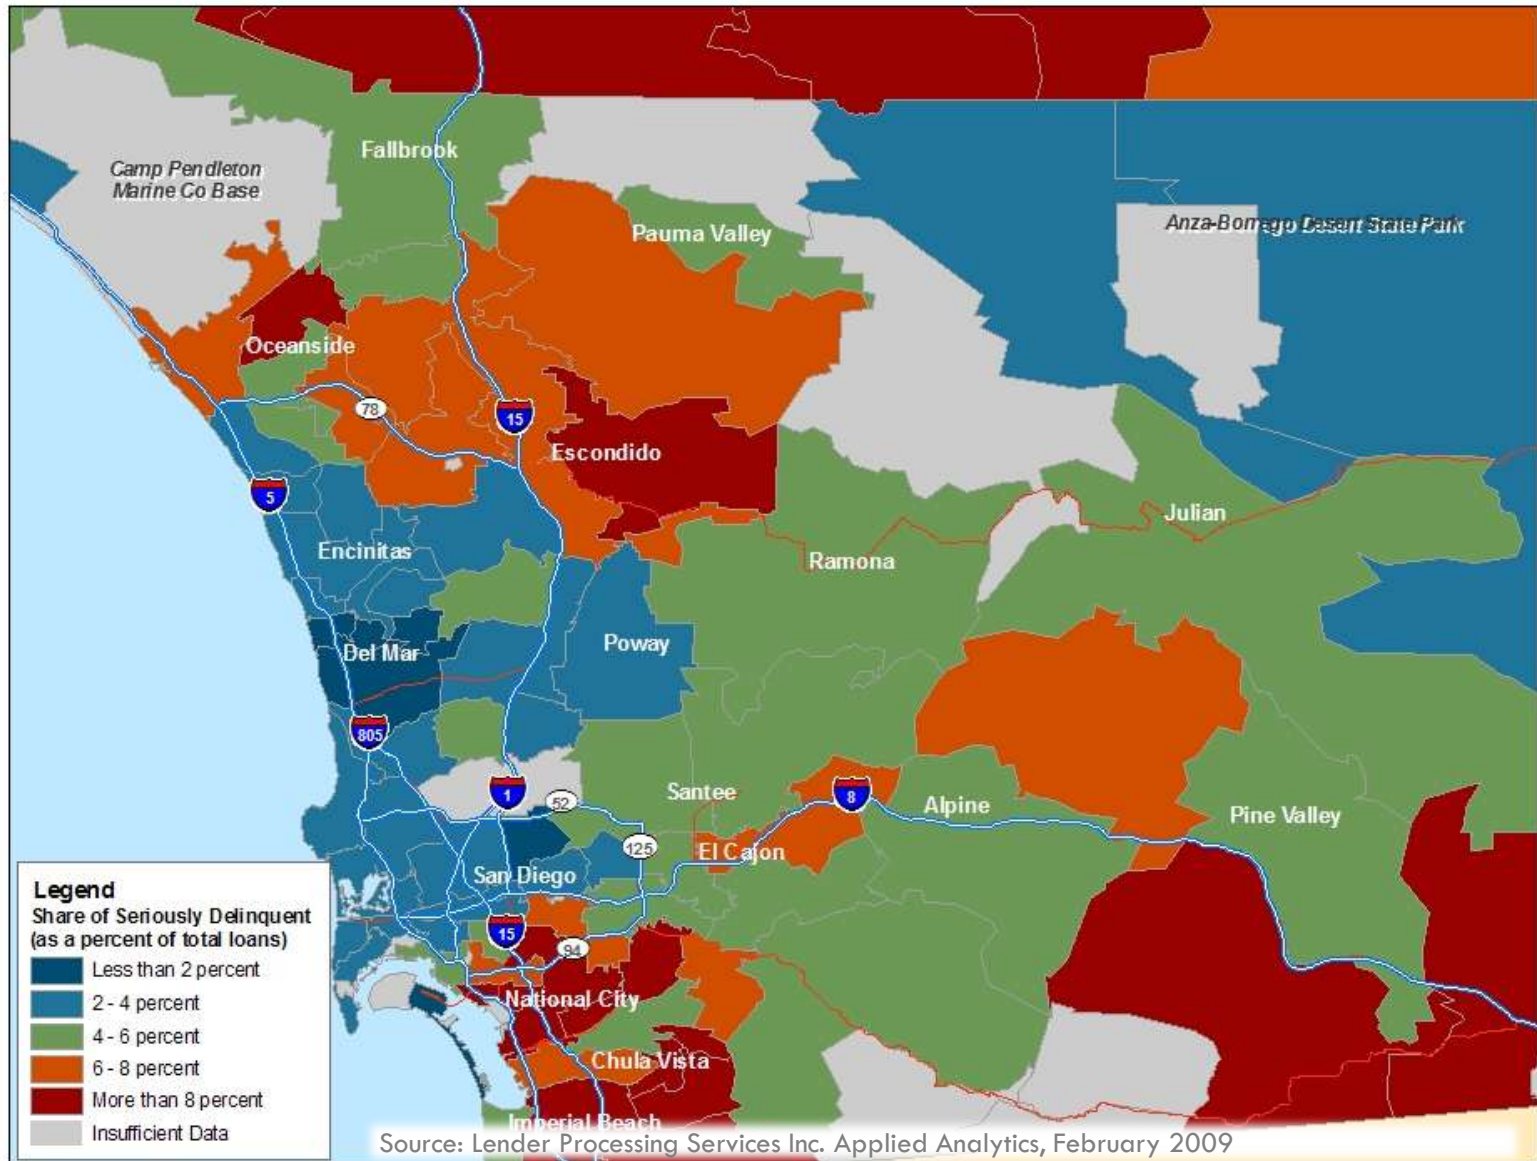 Fallbrook
Camp Pendleton
Marine Co Base
Pauma Valley
Anza-Borrego Desert State Park
Oceanside
78
15
Escondido
5
Julian
Encinitas
Ramona
Del Mar
Poway
805
1
52
Santee
8
Alpine
Pine Valley
125
El Cajon
San Diego
15
94
National City
Chula Vista
Imperial Beach
Legend
Share of Seriously Delinquent
(as a percent of total loans)
Less than 2 percent
2 - 4 percent
4 - 6 percent
6 - 8 percent
More than 8 percent
Insufficient Data
Source: Lender Processing Services Inc. Applied Analytics, February 2009